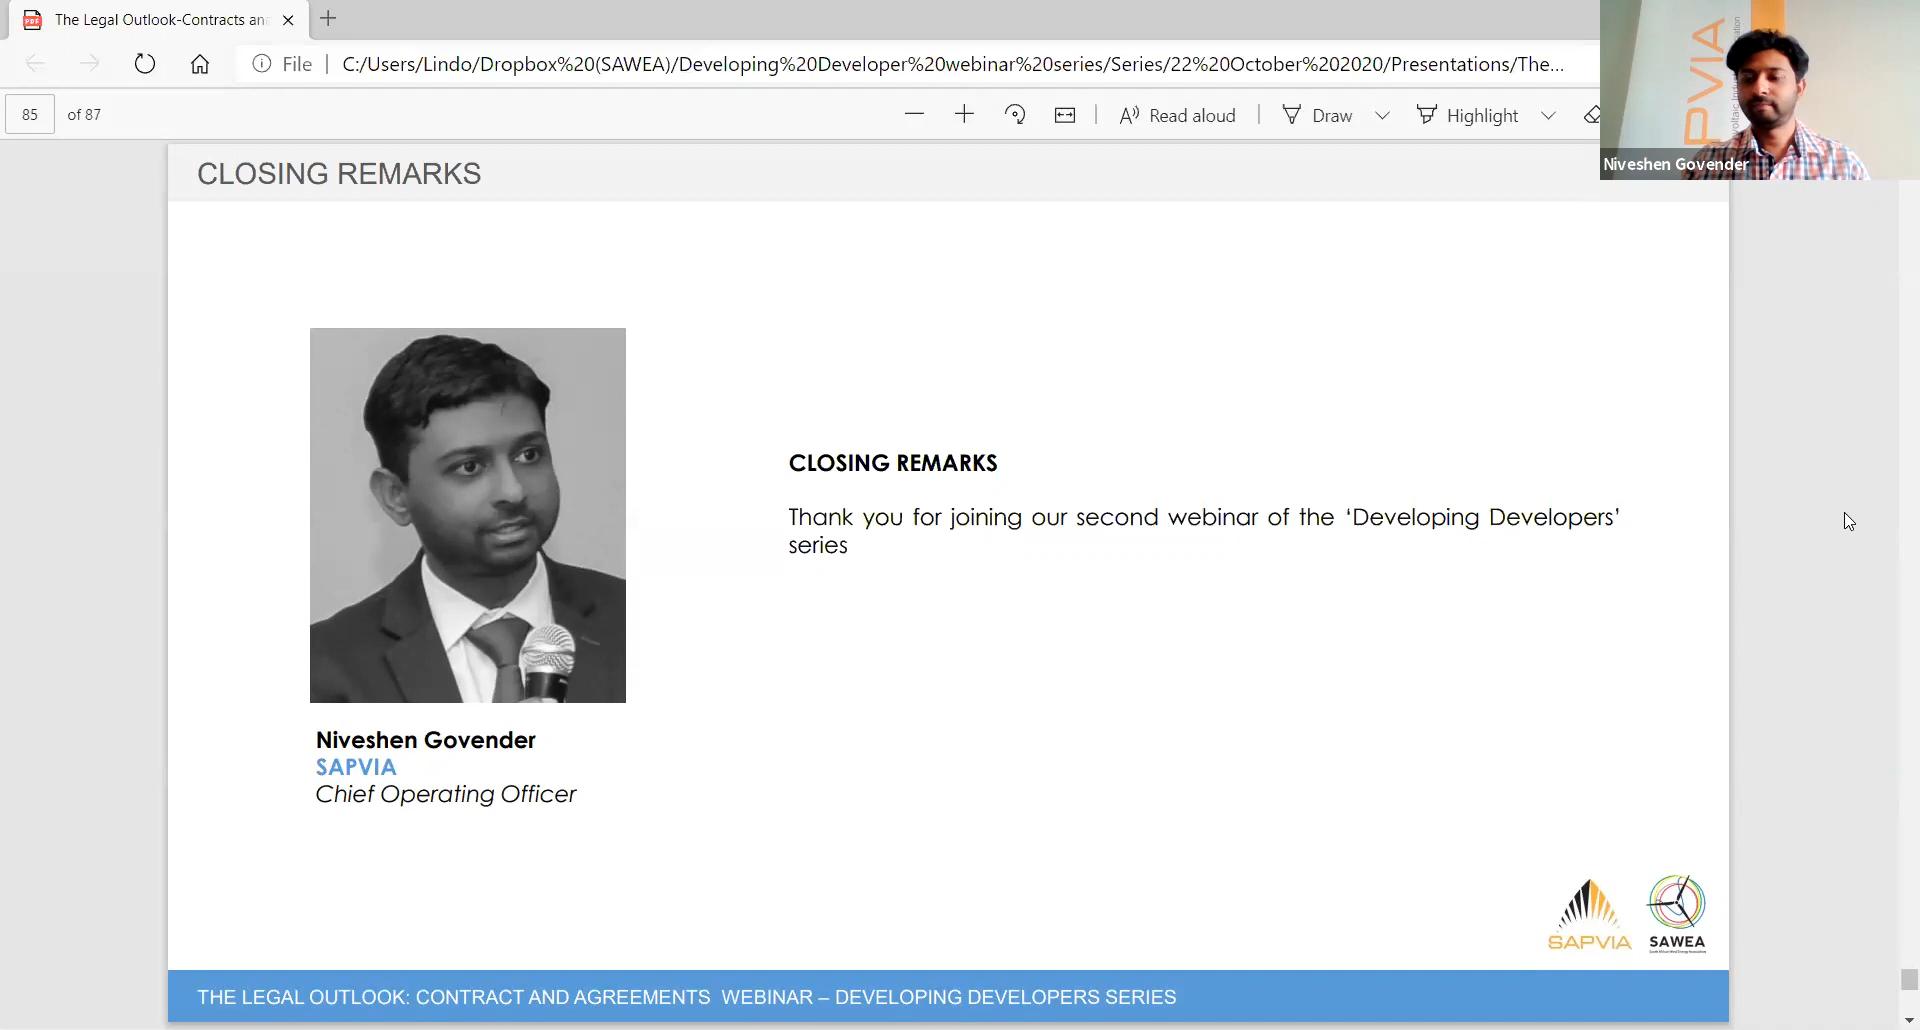 The Legal Outlook-Contracts an
File
C:/Users/Lindo/Dropbox%20(SAWEA)/Developing%20Developer%20webinar%20series/Series/22%20October%202020/Presentations/The...
85 of 87
Read aloud
Draw
Highlight
PVIA
Niveshen Govender
CLOSING REMARKS
CLOSING REMARKS
Thank you for joining our second webinar of the ‘Developing Developers’
series
Niveshen Govender
SAPVIA
Chief Operating Officer
SAPVIA
SAWEA
THE LEGAL OUTLOOK: CONTRACT AND AGREEMENTS WEBINAR – DEVELOPING DEVELOPERS SERIES